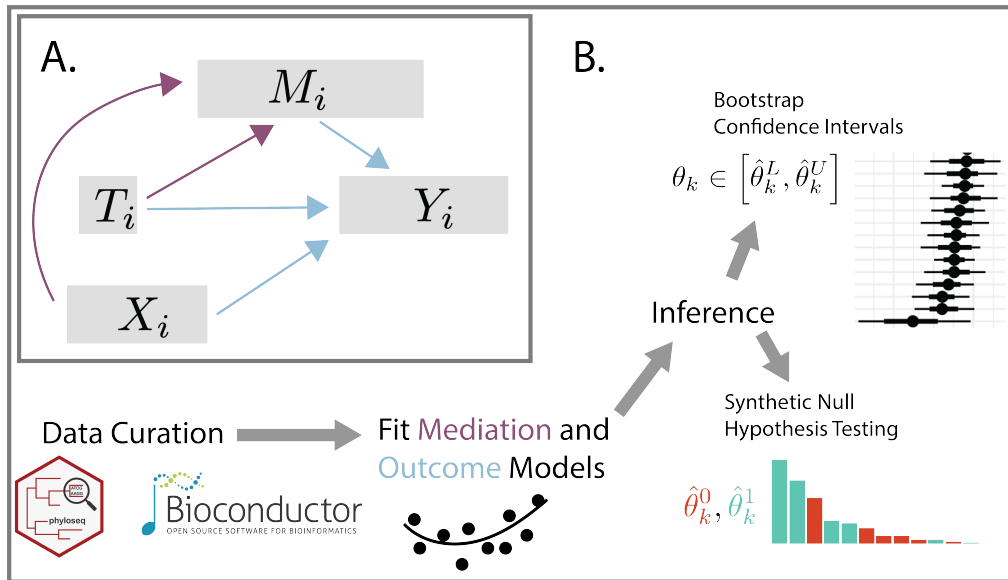 A.
M_i
T_i
Y_i
X_i
B.
Bootstrap
Confidence Intervals
θ_k ∈ [θ̂_k^L, θ̂_k^U]
Inference
Synthetic Null
Hypothesis Testing
θ̂_k^0, θ̂_k^1
Data Curation
Fit Mediation and
Outcome Models
phyloseq
Bioconductor
OPEN SOURCE SOFTWARE FOR BIOINFORMATICS